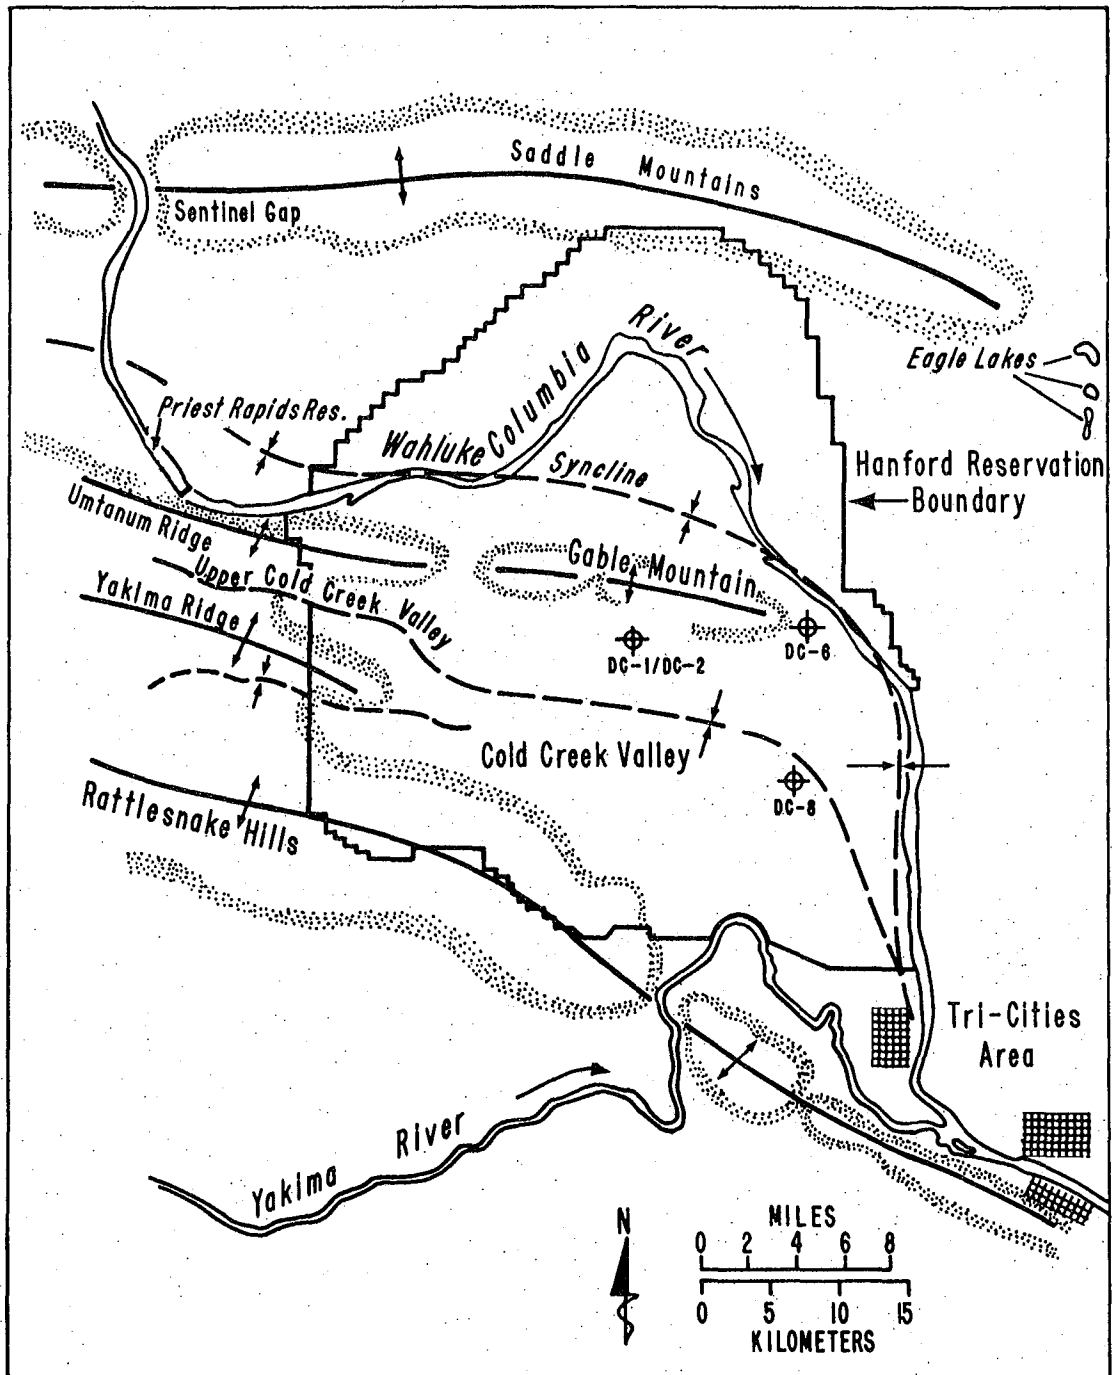 Saddle Mountains
Sentinel Gap
Columbia River
Eagle Lakes
Priest Rapids Res.
Wahluke Syncline
Hanford Reservation
Boundary
Umtanum Ridge
Gable Mountain
Upper Cold Creek Valley
Yakima Ridge
DC-1/DC-2
DC-6
Cold Creek Valley
DC-8
Rattlesnake Hills
Tri-Cities
Area
Yakima River
N
MILES
0 2 4 6 8
0 5 10 15
KILOMETERS